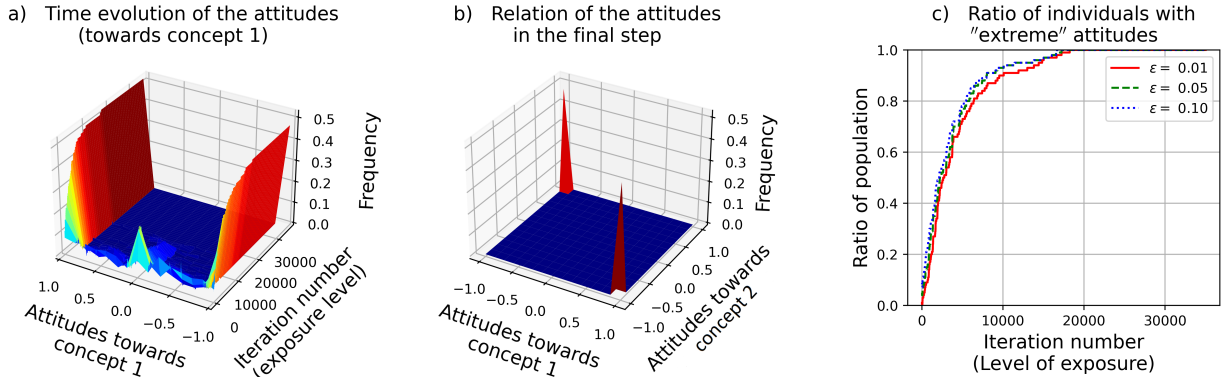 a) Time evolution of the attitudes
(towards concept 1)
0.5
0.4
0.3
0.2
0.1
0.0
Frequency
1.0
0.5
0.0
−0.5
−1.0
Attitudes towards
concept 1
0
10000
20000
30000
Iteration number
(exposure level)
b) Relation of the attitudes
in the final step
0.5
0.4
0.3
0.2
0.1
0.0
Frequency
−1.0
−0.5
0.0
0.5
1.0
Attitudes towards
concept 1
−1.0
−0.5
0.0
0.5
1.0
Attitudes towards
concept 2
c) Ratio of individuals with
"extreme" attitudes
1.0
0.8
0.6
0.4
0.2
0.0
Ratio of population
ε = 0.01
ε = 0.05
ε = 0.10
0 10000 20000 30000
Iteration number
(Level of exposure)